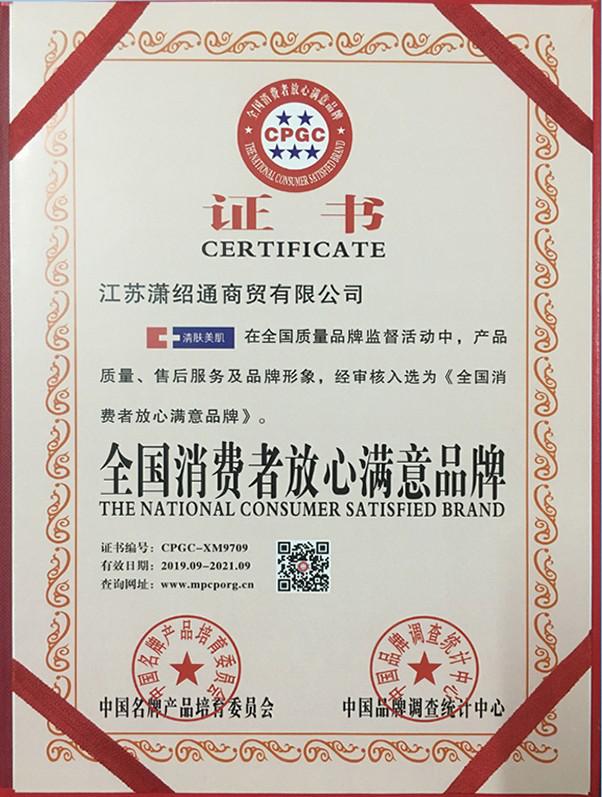 全国消费者放心满意品牌
CPGC
THE NATIONAL CONSUMER SATISFIED BRAND
证书
CERTIFICATE
江苏潇绍通商贸有限公司
清肤美肌 在全国质量品牌监督活动中，产品
质量、售后服务及品牌形象，经审核入选为《全国消
费者放心满意品牌》。
全国消费者放心满意品牌
THE NATIONAL CONSUMER SATISFIED BRAND
证书编号：CPGC-XM9709
有效日期：2019.09-2021.09
查询网址：www.mpcporg.cn
中国名牌产品培育委员会
中国品牌调查统计中心
中国名牌产品培育委员会
中国品牌调查统计中心